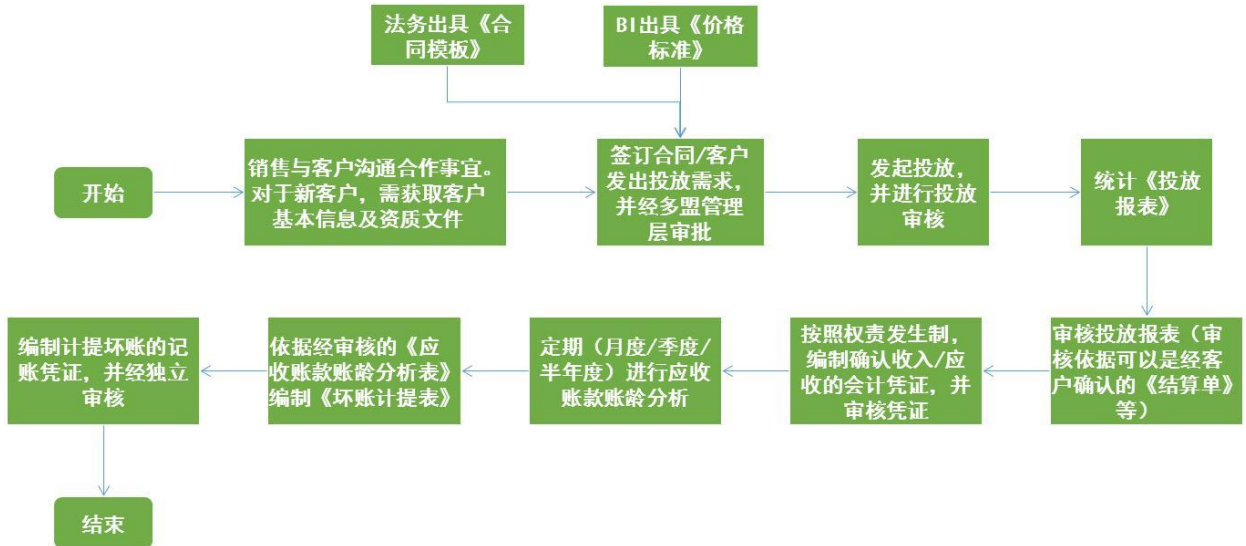 法务出具《合
同模板》
BI出具《价格
标准》
开始
销售与客户沟通合作事宜。
对于新客户，需获取客户
基本信息及资质文件
签订合同/客户
发出投放需求，
并经多盟管理
层审批
发起投放，
并进行投放
审核
统计《投放
报表》
审核投放报表（审
核依据可以是经客
户确认的《结算单》
等）
按照权责发生制，
编制确认收入/应
收的会计凭证，并
审核凭证
定期（月度/季度/
半年度）进行应收
账款账龄分析
依据经审核的《应
收账款账龄分析表》
编制《坏账计提表》
编制计提坏账的记
账凭证，并经独立
审核
结束